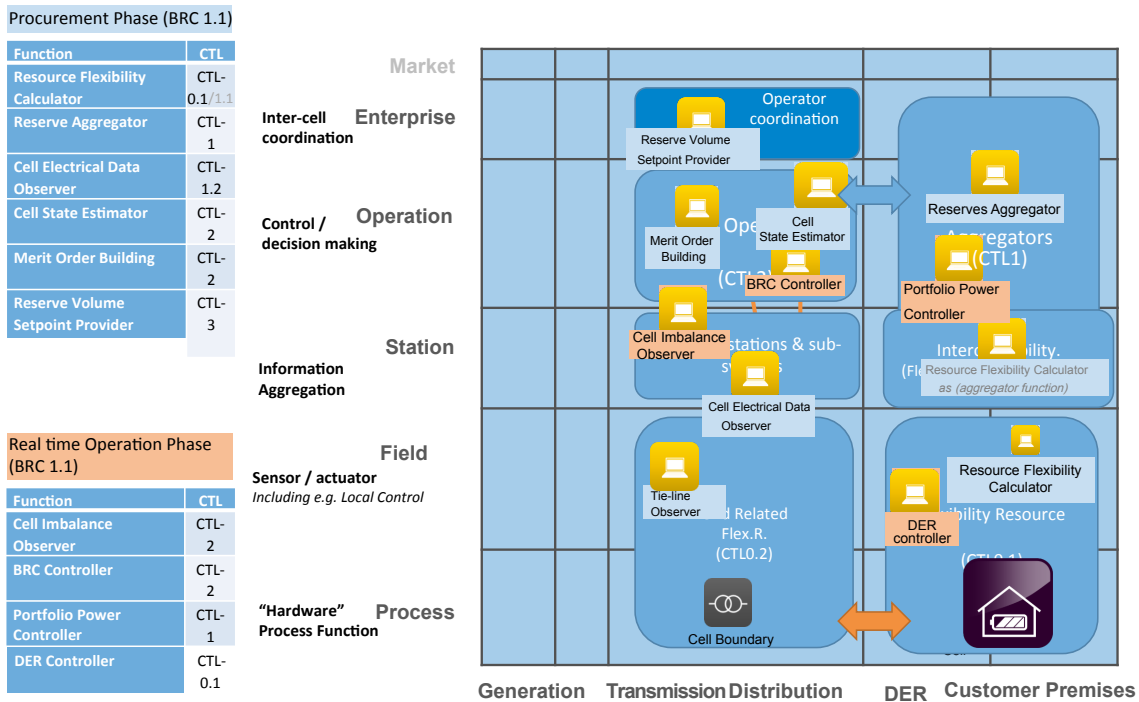 Procurement Phase (BRC 1.1)
Function CTL
Resource Flexibility CTL-
Calculator 0.1/1.1
Reserve Aggregator CTL-
1
Cell Electrical Data CTL-
Observer 1.2
Cell State Estimator CTL-
2
Merit Order Building CTL-
2
Reserve Volume CTL-
Setpoint Provider 3
Real time Operation Phase
(BRC 1.1)
Function CTL
Cell Imbalance CTL-
Observer 2
BRC Controller CTL-
2
Portfolio Power CTL-
Controller 1
DER Controller CTL-
0.1
Inter-cell
coordination
Control /
decision making
Information
Aggregation
Sensor / actuator
Including e.g. Local Control
"Hardware"
Process Function
Market
Enterprise
Operation
Station
Field
Process
Operator
coordination
Reserve Volume
Setpoint Provider
Cell
State Estimator
Merit Order
Building
BRC Controller
Reserves Aggregator
Aggregators
(CTL1)
Portfolio Power
Controller
Cell Imbalance
Observer
stations & sub-
Cell Electrical Data
Observer
Resource Flexibility Calculator
as (aggregator function)
Tie-line
Observer
Related
Flex.R.
(CTL0.2)
Cell Boundary
Resource Flexibility
Calculator
DER
controller
Resource
(CTL0.1)
Generation Transmission Distribution DER Customer Premises